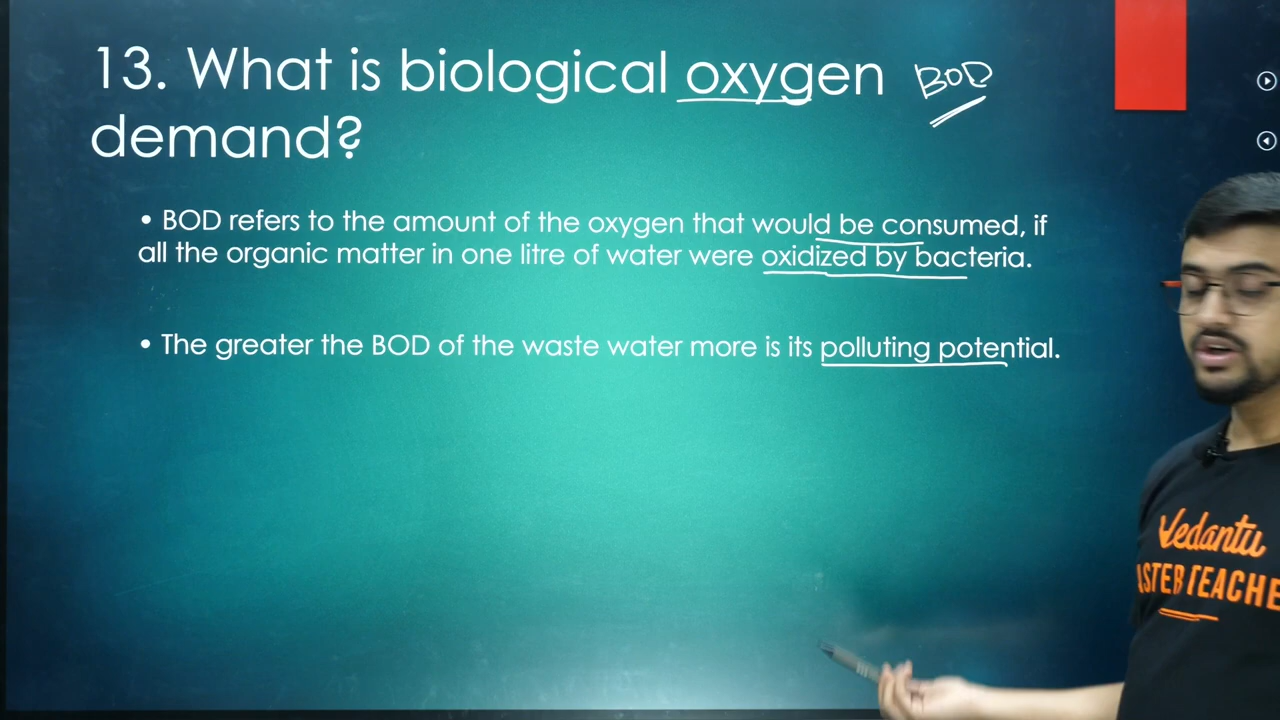 13. What is biological oxygen BOD
demand?
• BOD refers to the amount of the oxygen that would be consumed, if
all the organic matter in one litre of water were oxidized by bacteria.
• The greater the BOD of the waste water more is its polluting potential.
Vedantu
ASTER TEACHE